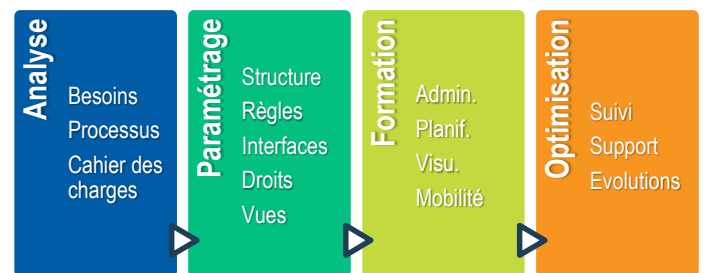 Analyse
Besoins
Processus
Cahier des
charges
Paramétrage
Structure
Règles
Interfaces
Droits
Vues
Formation
Admin.
Planif.
Visu.
Mobilité
Optimisation
Suivi
Support
Evolutions